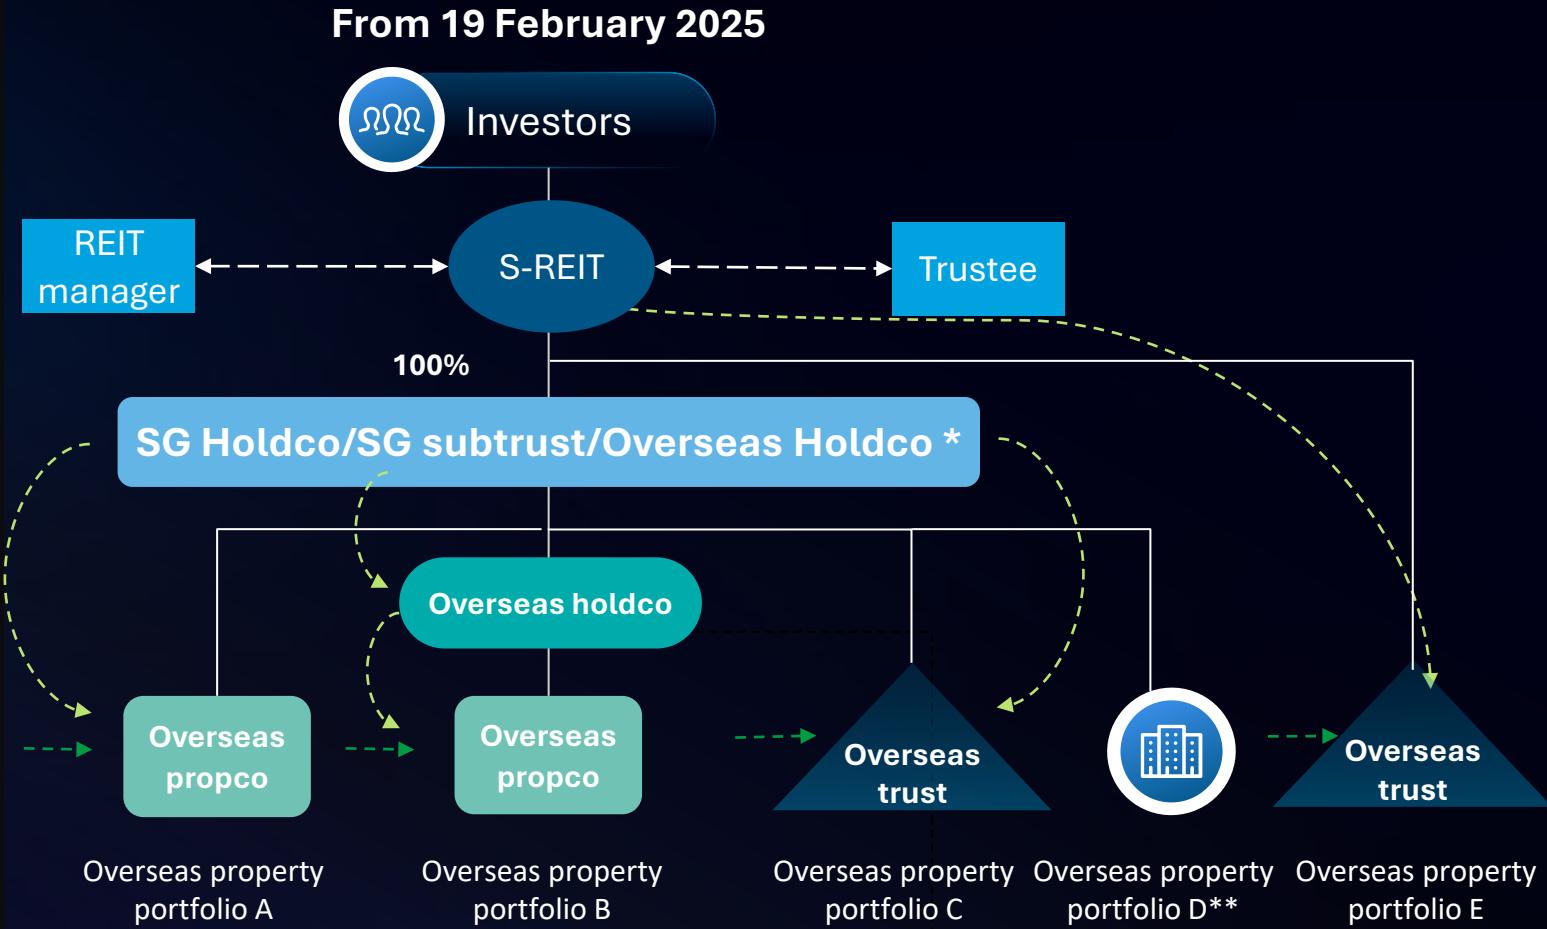 From 19 February 2025
Investors
REIT
manager
S-REIT
Trustee
100%
SG Holdco/SG subtrust/Overseas Holdco *
Overseas holdco
Overseas
propco
Overseas
propco
Overseas
trust
Overseas
trust
Overseas property
portfolio A
Overseas property
portfolio B
Overseas property
portfolio C
Overseas property
portfolio D**
Overseas property
portfolio E